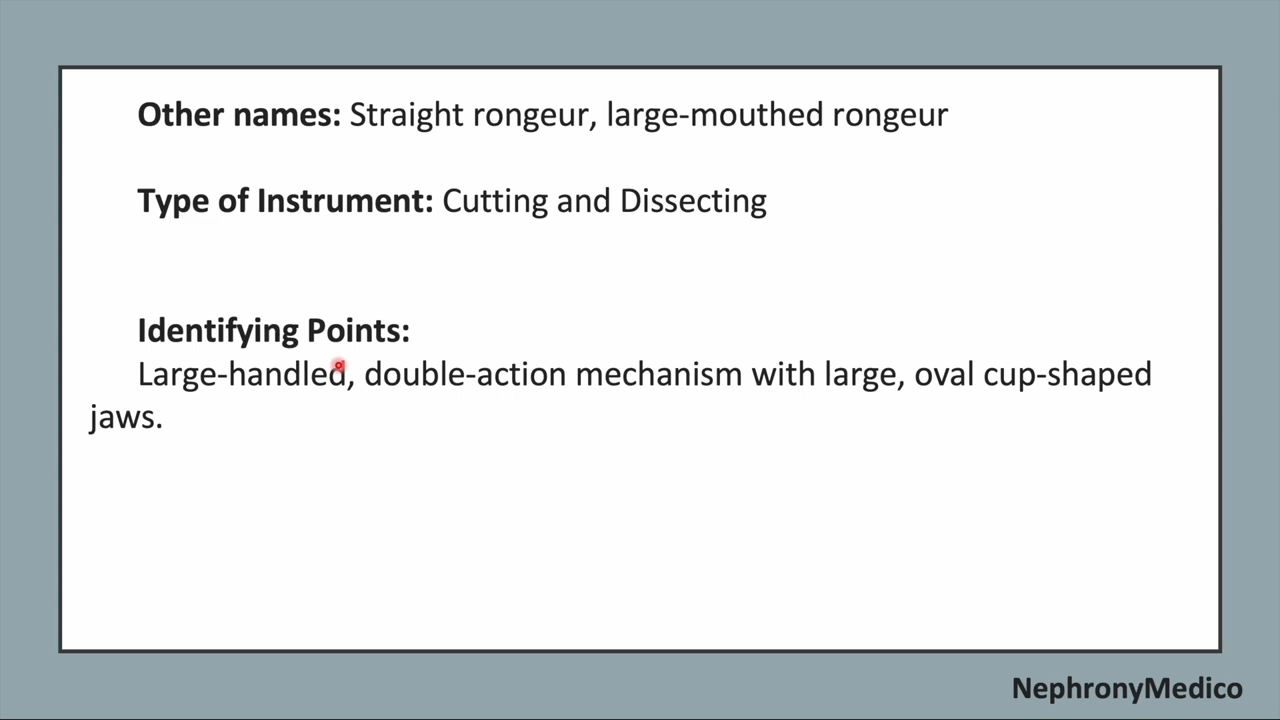 Other names: Straight rongeur, large-mouthed rongeur
Type of Instrument: Cutting and Dissecting
Identifying Points:
Large-handled, double-action mechanism with large, oval cup-shaped
jaws.
NephronyMedico